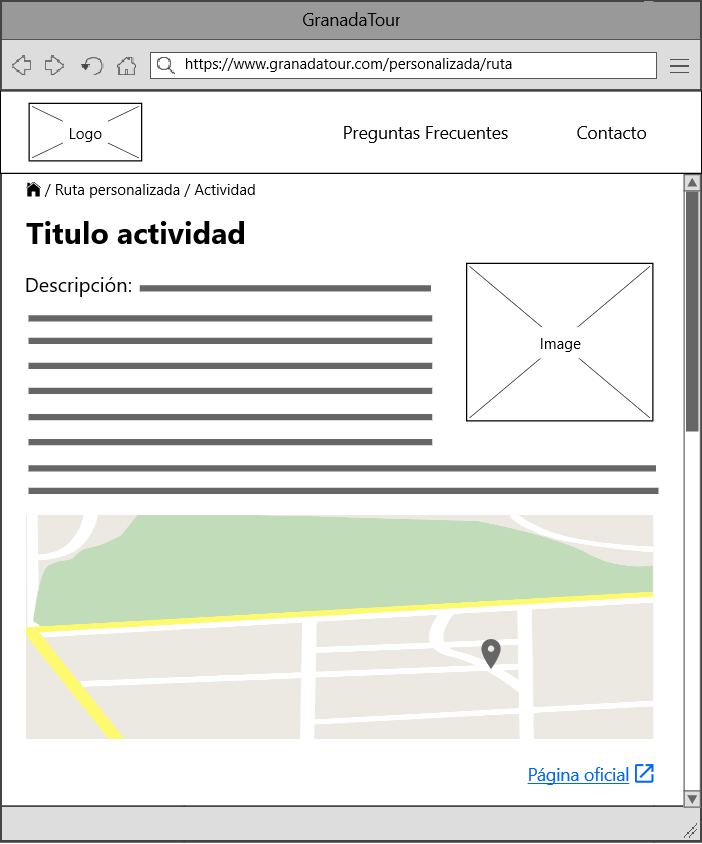 GranadaTour
https://www.granadatour.com/personalizada/ruta
Logo
Preguntas Frecuentes
Contacto
/ Ruta personalizada / Actividad
Titulo actividad
Descripción:
Image
Página oficial